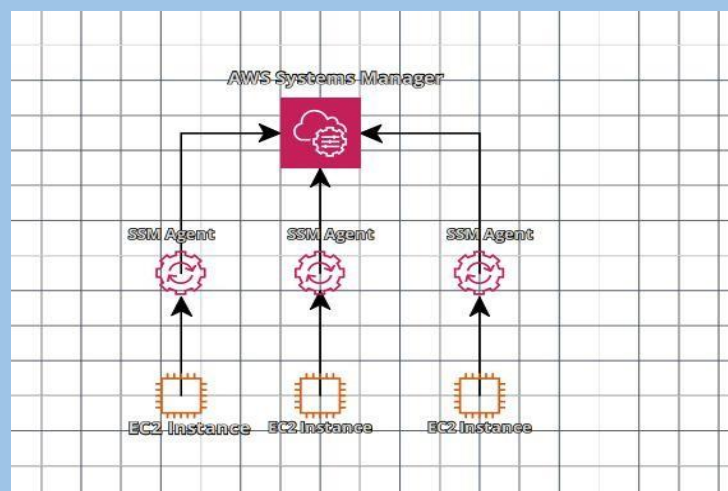 AWS Systems Manager
SSM Agent
SSM Agent
SSM Agent
EC2 Instance
EC2 Instance
EC2 Instance